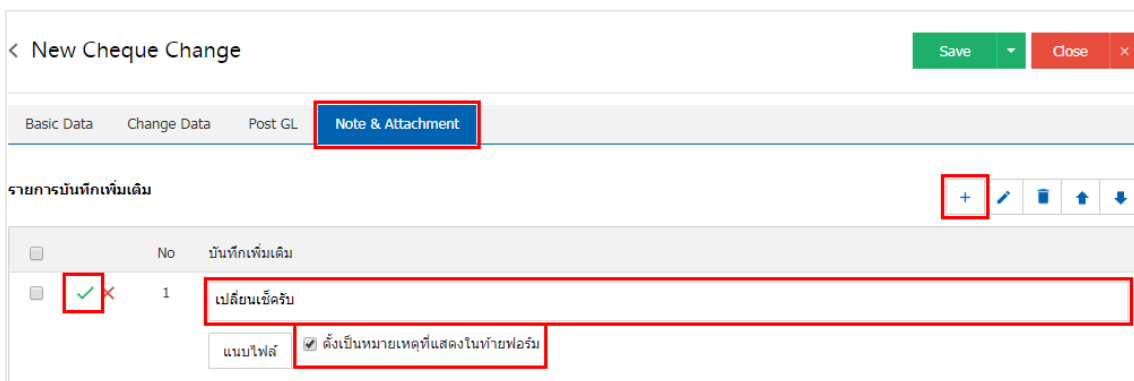 New Cheque Change
Save
Close
Basic Data Change Data Post GL Note & Attachment
รายการบันทึกเพิ่มเติม
No บันทึกเพิ่มเติม
1 เปลี่ยนเช็ครับ
แนบไฟล์ ตั้งเป็นหมายเหตุที่แสดงในท้ายฟอร์ม